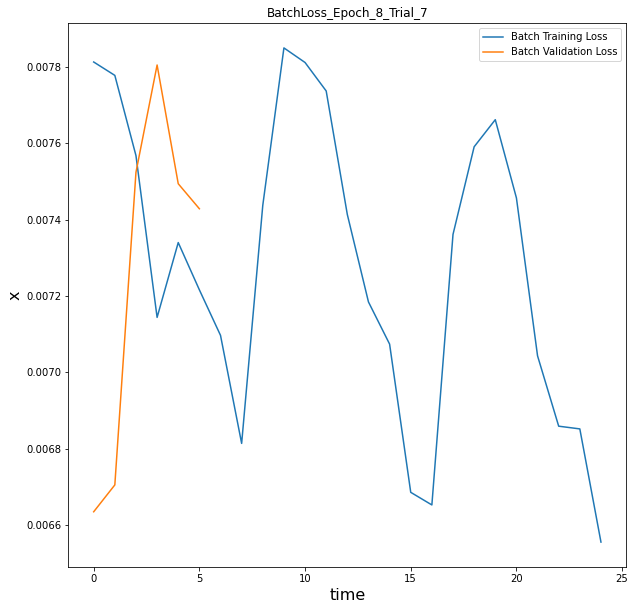 BatchLoss_Epoch_8_Trial_7
Batch Training Loss
Batch Validation Loss
0.0078
0.0076
0.0074
0.0072
0.0070
0.0068
0.0066
x
0 5 10 15 20 25
time